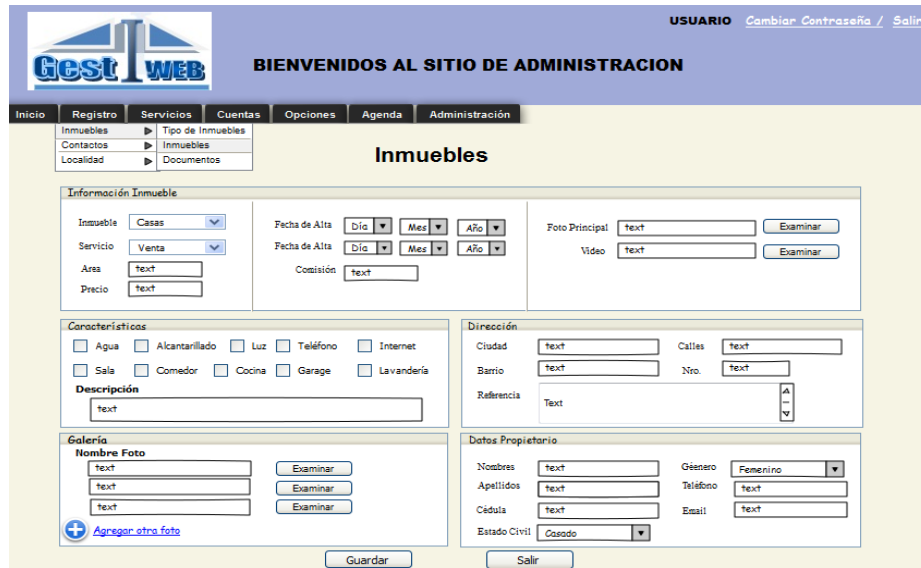 USUARIO Cambiar Contraseña / Salir
Gest WEB
BIENVENIDOS AL SITIO DE ADMINISTRACION
Inicio Registro Servicios Cuentas Opciones Agenda Administración
Inmuebles Tipo de Inmuebles
Contactos Inmuebles
Localidad Documentos
Inmuebles
Información Inmueble
Inmueble Casas Fecha de Alta Día Mes Año Foto Principal text Examinar
Servicio Venta Fecha de Alta Día Mes Año Video text Examinar
Area text Comisión text
Precio text
Características
Agua Alcantarillado Luz Teléfono Internet
Sala Comedor Cocina Garage Lavandería
Descripción
text
Dirección
Ciudad text Calles text
Barrio text Nro. text
Referencia Text
Galería
Nombre Foto
text Examinar
text Examinar
text Examinar
Agregar otra foto
Datos Propietario
Nombres text Géenero Femenino
Apellidos text Teléfono text
Cédula text Email text
Estado Civil Casado
Guardar Salir